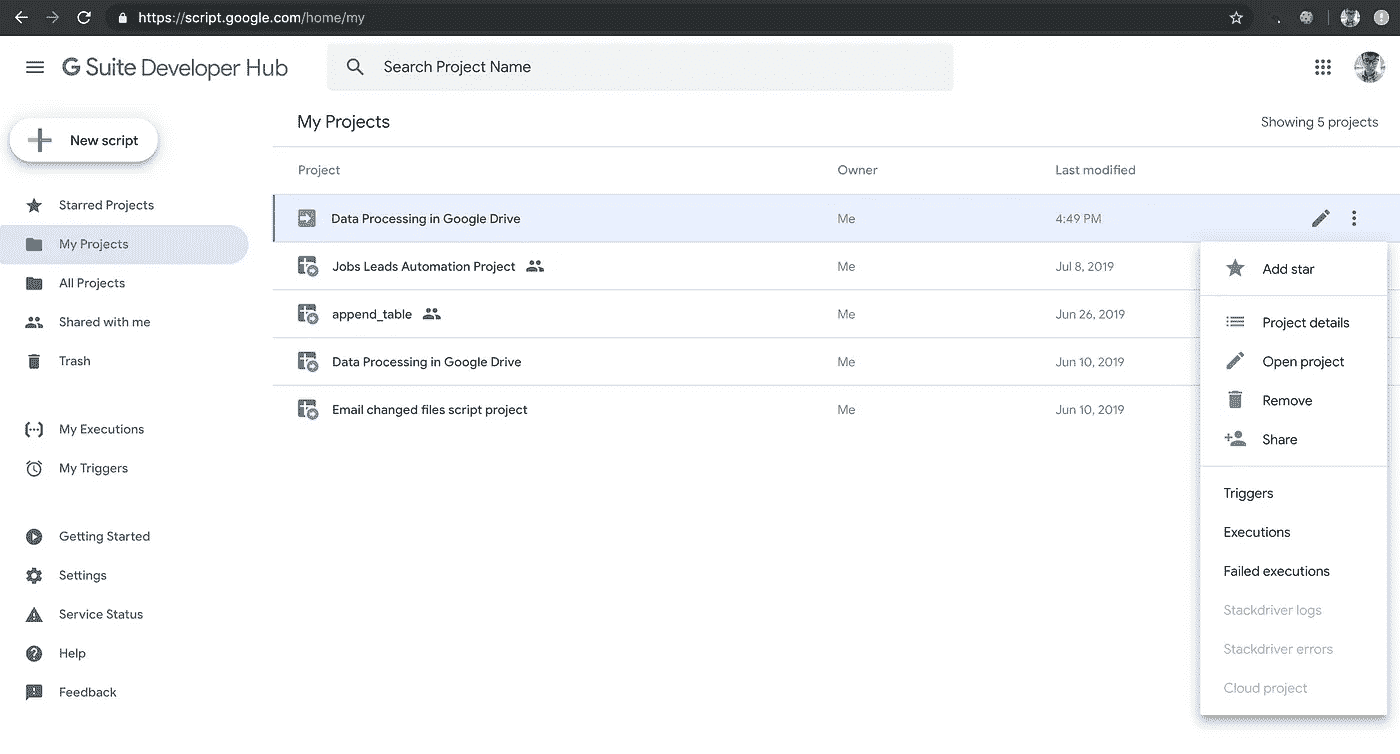 https://script.google.com/home/my
G Suite Developer Hub
Search Project Name
New script
Starred Projects
My Projects
All Projects
Shared with me
Trash
My Executions
My Triggers
Getting Started
Settings
Service Status
Help
Feedback
My Projects
Showing 5 projects
Project Owner Last modified
Data Processing in Google Drive Me 4:49 PM
Jobs Leads Automation Project Me Jul 8, 2019
append_table Me Jun 26, 2019
Data Processing in Google Drive Me Jun 10, 2019
Email changed files script project Me Jun 10, 2019
Add star
Project details
Open project
Remove
Share
Triggers
Executions
Failed executions
Stackdriver logs
Stackdriver errors
Cloud project